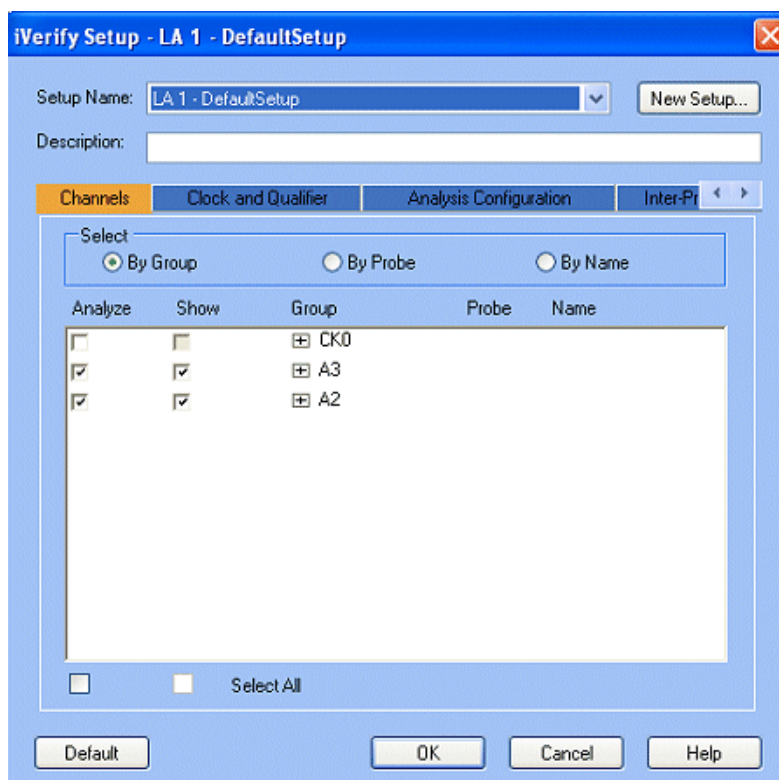 iVerify Setup - LA 1 - DefaultSetup
Setup Name: LA 1 - DefaultSetup New Setup...
Description:
Channels Clock and Qualifier Analysis Configuration Inter-Pr
Select
By Group By Probe By Name
Analyze Show Group Probe Name
CK0
A3
A2
Select All
Default OK Cancel Help